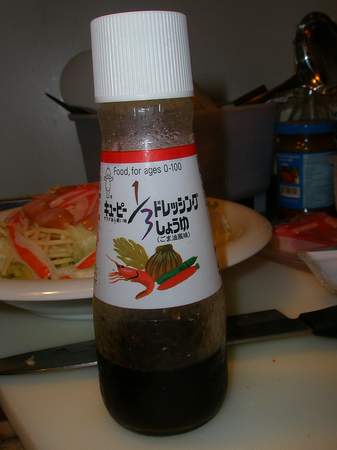 Food, for ages 0-100
キユーピー
1/3 ドレッシング
しょうゆ
(ごま油風味)